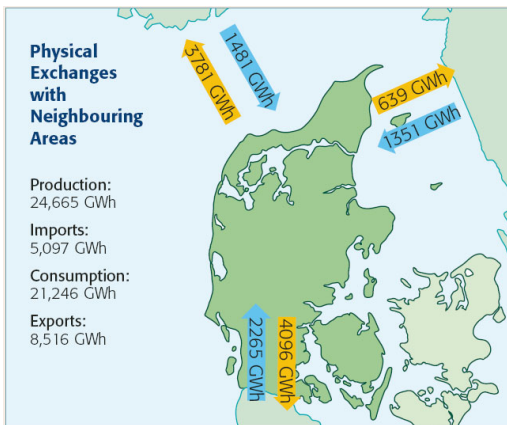 Physical
Exchanges
with
Neighbouring
Areas
Production:
24,665 GWh
Imports:
5,097 GWh
Consumption:
21,246 GWh
Exports:
8,516 GWh
3781 GWh
1481 GWh
639 GWh
1351 GWh
2265 GWh
4096 GWh